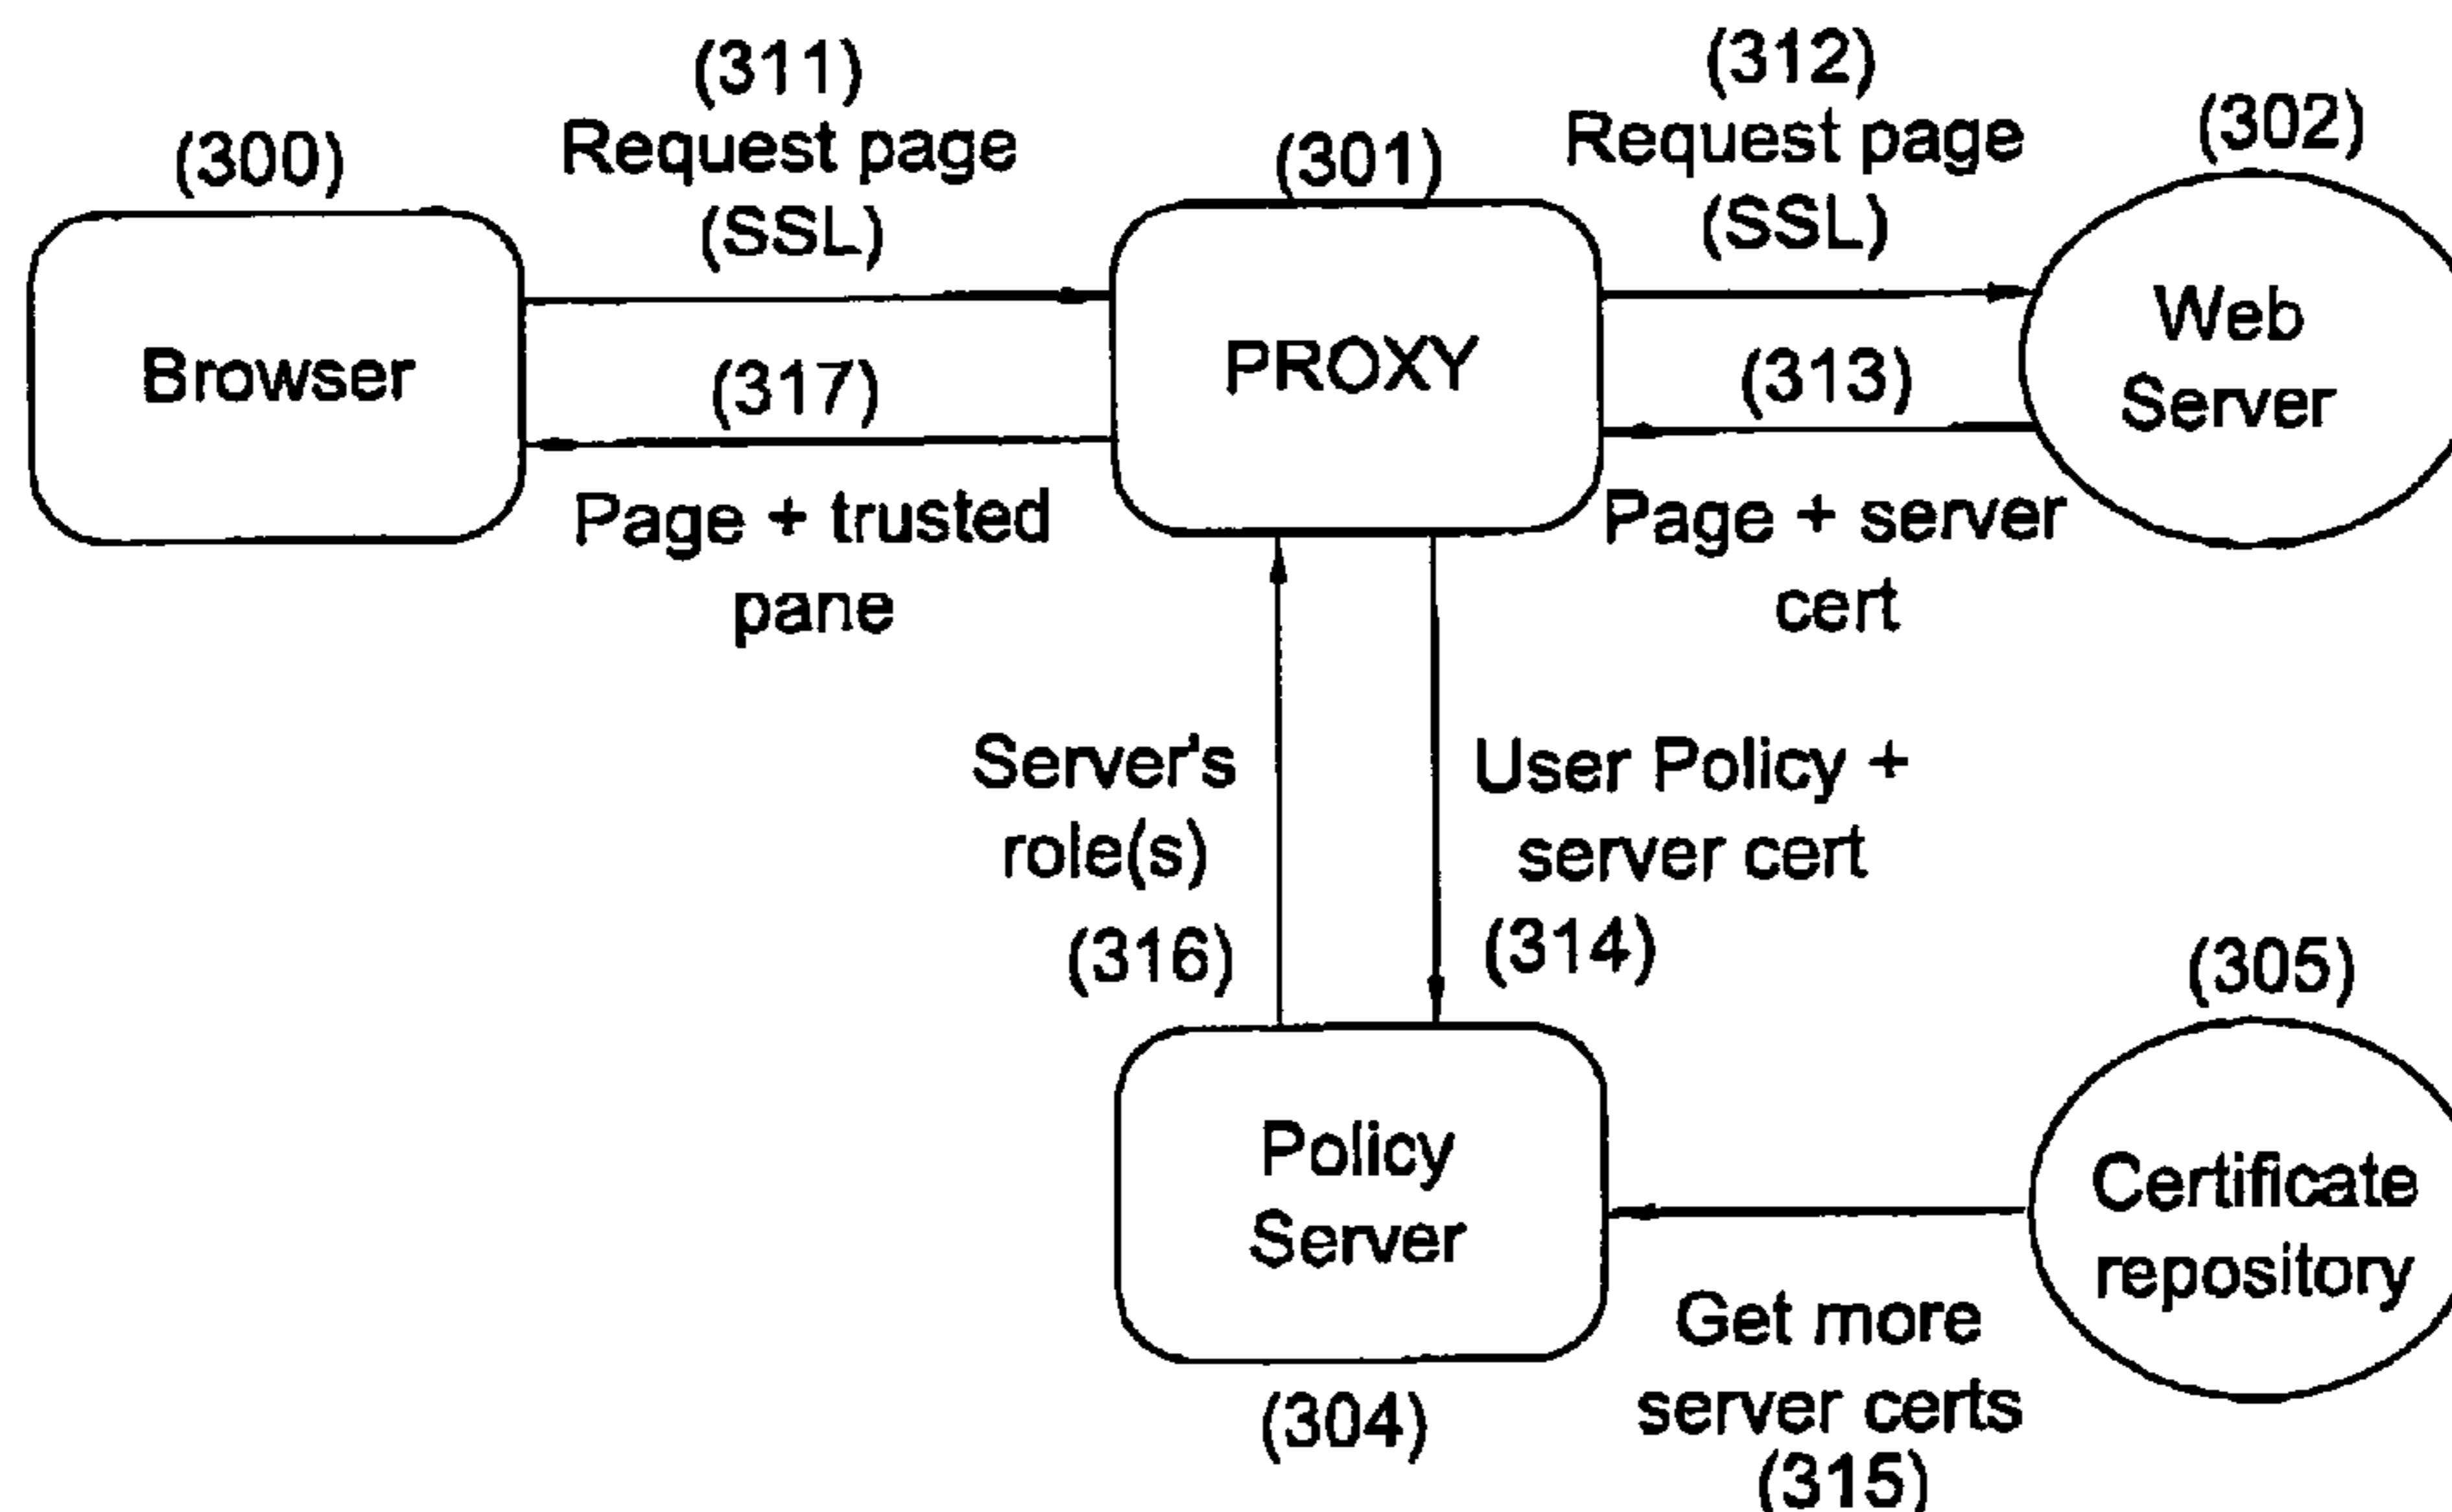 (311)
Request page
(SSL)
(312)
Request page
(SSL)
(300)
(301)
(302)
Browser
PROXY
Web
Server
(317)
Page + trusted
pane
(313)
Page + server
cert
Server's
role(s)
(316)
User Policy +
server cert
(314)
(305)
Policy
Server
(304)
Certificate
repository
Get more
server certs
(315)